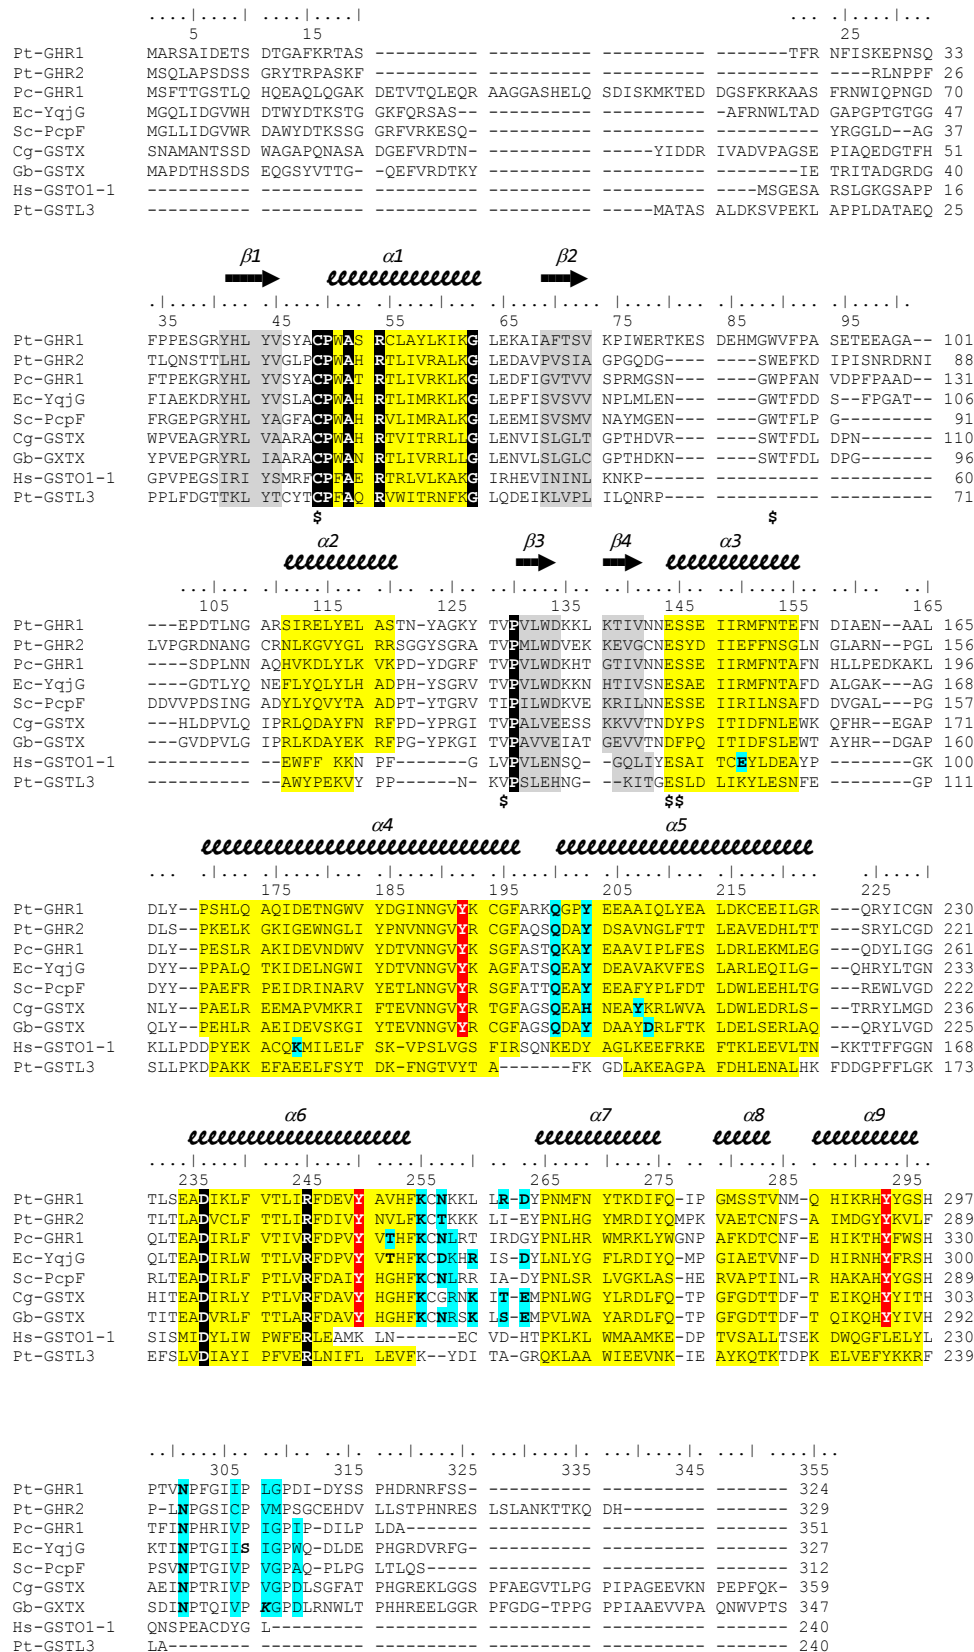 ....|....| ....|....| ... ....|....|
5 15 25
Pt-GHR1 MARSAIDETS DTGAFKRTAS ---------- ---------- ---------- -------TFR NFISKEPNSQ 33
Pt-GHR2 MSQLAPSDSS GRYTRPASKF ---------- ---------- ---------- ---------- ----RLNPPF 26
Pc-GHR1 MSFTTGSTLQ HQEAQLQGAK DETVTQLEQR AAGGASHELQ SDISKMKTED DGSFKRKAAS FRNWIQPNGD 70
Ec-YqjG MGQLIDGVWH DTWYDTKSTG GKFQRSAS-- ---------- ---------- --AFRNWLTAD GAPGPTGTGG 47
Sc-PcpF MGLLIDGVWR DAWYDTKSSG GRFVRKESQ- ---------- ---------- ---------- YRGGLD--AG 37
Cg-GSTX SNAMANTSSD WAGAPQNASA DGEFVRDTN- ---------- -----YIDDR IVADVPAGSE PIAQEDGTFH 51
Gb-GSTX MAPDTHSSDS EQGSYVTTG- -QEFVRDTKY ---------- ---------- --------IE TRITADGRDG 40
Hs-GSTO1-1 ---------- ---------- ---------- ---------- ---------- ----MSGESA RSLGKGSAPP 16
Pt-GSTL3 ---------- ---------- ---------- ---------- -----MATAS ALDKSVPEKL APPLDATAEQ 25
β1 α1 β2
.|....|....| ....|....| ....|....| ....|....| ....|....| ....|....| ....|....|
35 45 55 65 75 85 95
Pt-GHR1 FPPESGRYHL YVSYACPWAS RCLAYLKIKG LEKAIAFTSV KPIWERTKES DEHMGWVFPA SETEEAGA-- 101
Pt-GHR2 TLQNSTTLHL YVGLPCPWAH RTLIVRALKG LEDAVPVSIA GPGQDG---- -----SWEFKD DIPISNRDRNI 88
Pc-GHR1 FTPEKGRYHL YVSYACPWAT RTLIVRKLKG LEDFIGVTVV SPRMGSN--- -----GWPFAN VDPFPAAD-- 131
Ec-YqjG FIAEKDRYHL YVSLACPWAH RTLIMRKLKG LEPFISVSVV NPLMLEN--- -----GWTFDD S--FPGAT-- 106
Sc-PcpF FRGEPGRYHL YAGFACPWAH RVLIMRALKG LEEMISVSMV NAYMGEN--- -----GWTFLPG ---------- 91
Cg-GSTX WPVEAGRYRL VAARACPWAH RTVITRRLLG LENVISLGLT GPTHDVR--- -----SWTFDL DPN------- 110
Gb-GXTX YPVEPGRYRL IAARACPWAN RTLIVRRLLG LENVLSLGLC GPTHDKN--- -----SWTFDL DPG------- 96
Hs-GSTO1-1 GPVPEGSIRI YSMRFCPFAE RTRLVLKAKG IRHEVININL KNKP------ ---------- ---------- 60
Pt-GSTL3 PPLFDGTTKL YTCYTCPFAQ RVWITRNFKG LQDEIKLVPL ILQNRP---- ---------- ---------- 71
$ $
α2 β3 β4 α3
...|....| ....|....| ....|....| ....|....| ....|....| ....|....| ....|....|
105 115 125 135 145 155 165
Pt-GHR1 ---EPDTLNG ARSIRELYEL ASTN-YAGKY TVPVLWDKKL KTIVNNESSE IIRMFNTEFN DIAEN--AAL 165
Pt-GHR2 LVPGRDNANG CRNLKGVYGL RRSGGYSGRA TVPMLWDVEK KEVGCNESYD IIEFFNSGLN GLARN--PGL 156
Pc-GHR1 ----SDPLNN AQHVKDLYLK VKPD-YDGRF TVPVLWDKHT GTIVNNESSE IIRMFNTAFN HLLPEDKAKL 196
Ec-YqjG ---GDTLYQ NEFLYQLYLH ADPH-YSGRV TVPVLWDKKN HTIVSNESAE IIRMFNTAFD ALGAK---AG 168
Sc-PcpF DDVVPDSING ADYLYQVYTA ADPT-YTGRV TIPILWDKVE KRILNNESSE IIRILNSAFD DVGAL---PG 157
Cg-GSTX ---HLDPVLQ IPRLQDAYFN RFPD-YPRGI TVPALVEESS KKVVTNDYPS ITIDFNLEWK QFHR--EGAP 171
Gb-GSTX ---GVDPVLG IPRLKDAYEK RFPG-YPKGI TVPAVVEIAT GEVVTNDFPQ ITIDFSLEWT AYHR--DGAP 160
Hs-GSTO1-1 ---------- --EWFF KKN PF-----G LVPVLENSQ- -GQLIYESAI TCEYLDEAYP ------GK 100
Pt-GSTL3 ---------- --AWYPEKVY PP-----N- KVPSLEHNG- --KITGESLD LIKYLESNFE ------GP 111
$ $$
α4 α5
... ....| ....|....| ....|....| ....|....| ....|....| ....|....| ....|....|
175 185 195 205 215 225
Pt-GHR1 DLY--PSHLQ AQIDETNGWV YDGINNGVYK CGFARKQGPY EEAAIQLYEA LDKCEEILGR --QRYICGN 230
Pt-GHR2 DLS--PKELK GKIGEWNGLI YPNVNNGVYR CGFAQSQDAY DSAVNGLFTT LEAVEDHLTT --SRYLCGD 221
Pc-GHR1 DYY--PESLR AKIDEVNDWV YDTVNNGVYR CGFASTQKAY EAAVIPLFES LDRLEKMLEG --QDYLIGG 261
Ec-YqjG DYY--PPALQ TKIDELNGWI YDTVNNGVYK AGFATSQEAY DEAVAKVFES LARLEQILG- --QHRYLTGN 233
Sc-PcpF DYY--PAEFR PEIDRINARV YETLNNGVYR SGFATTQEAY EEAFYPLFDT LDWLEEHLTG --REWLVGD 222
Cg-GSTX NLY--PAELR EEMAPVMKRI FTEVNNGVYR TGFAGSQEAH NEAYKRLWVA LDWLEDRLS- --TRRYLMGD 236
Gb-GSTX QLY--PEHLR AEIDEVSKGI YTEVNNGVYR CGFAGSQDAY DAAYDRLFTK LDELSERLAQ --QRYLVGD 225
Hs-GSTO1-1 KLLPDDPYEK ACQKMILELF SK-VPSLVGS FIRSQNKEDY AGLKEEFRKE FTKLEEVLTN -KKTTFFGGN 168
Pt-GSTL3 SLLPKDPAKK EFAEELFSYT DK-FNGTVYT A-------FK GDLAKEAGPA FDHLENALHK FDDGPFFLGK 173
α6 α7 α8 α9
....|....| ....|....| ....|....| ....|....| ....|....| ....|....| ....|....|
235 245 255 265 275 285 295
Pt-GHR1 TLSEADIKLF VTLIRFDEVY AVHFKCNKKL LR-DYPNMFN YTKDIFQ-IP GMSSTVNM-Q HIKRHYYGSH 297
Pt-GHR2 TLTLADVCLF TTLIRFDIVY NVLFKCTKKK LI-EYPNLHG YMRDIYQMPK VAETCNFS-A IMDGYYKVLF 289
Pc-GHR1 QLTEADIRLF VTIVRFDPVY VTHFKCNLRT IRDGYPNLHR WMRKLYWGNP AFKDTCNF-E HIKTHYFWSH 330
Ec-YqjG QLTEADIRLW TTLVRFDPVY VTHFKCDKHR IS-DYLNLYG FLRDIYQ-MP GIAETVNF-D HIRNHYFRSH 300
Sc-PcpF RLTEADIRLF PTLVRFDAIY HGHFKCNLRR IA-DYPNLSR LVGKLAS-HE RVAPTINL-R HAKAHYYGSH 289
Cg-GSTX HITEADIRLY PTLVRFDAVY HGHFKCGRNK IT-EMPNLWG YLRDLFQ-TP GFGDTTDF-T EIKQHYYITH 303
Gb-GSTX TITEADVRLF TTLARFDAVY HGHFKCNRSK LS-EMPVLWA YARDLFQ-TP GFGDTTDF-T QIKQHYYIVH 292
Hs-GSTO1-1 SISMIDYLIW PWFERLEAMK LN-----EC VD-HTPKLKL WMAAMKE-DP TVSALLTSEK DWQGFLELYL 230
Pt-GSTL3 EFSLVDIAYI PFVERLNIFL LEVFK--YDI TA-GRQKLAA WIEEVNK-IE AYKQTKTDPK ELVEFYKKRF 239
....|....| ....|....| ....|....| ....|....| ....|....| ....|....|
305 315 325 335 345 355
Pt-GHR1 PTVNPFGIIP LGPDI-DYSS PHDRNRFSS- ---------- ---------- ---------- 324
Pt-GHR2 P-LNPGSICP VMPSGCEHDV LLSTPHNRES LSLANKTTKQ DH-------- ---------- 329
Pc-GHR1 TFINPHRIVP IGPIP-DILP LDA------- ---------- ---------- ---------- 351
Ec-YqjG KTINPTGIIS IGPWQ-DLDE PHGRDVRFG- ---------- ---------- ---------- 327
Sc-PcpF PSVNPTGIVP VGPAQ-PLPG LTLQS----- ---------- ---------- ---------- 312
Cg-GSTX AEINPTRIVP VGPDLSGFAT PHGREKLGGS PFAEGVTLPG PIPAGEEVKN PEPFQK- 359
Gb-GXTX SDINPTQIVP KGPDLRNWLT PHHREELGGR PFGDG-TPPG PPIAAEVVPA QNWVPTS 347
Hs-GSTO1-1 QNSPEACDYG L--------- ---------- ---------- ---------- ---------- 240
Pt-GSTL3 LA-------- ---------- ---------- ---------- ---------- ---------- 240